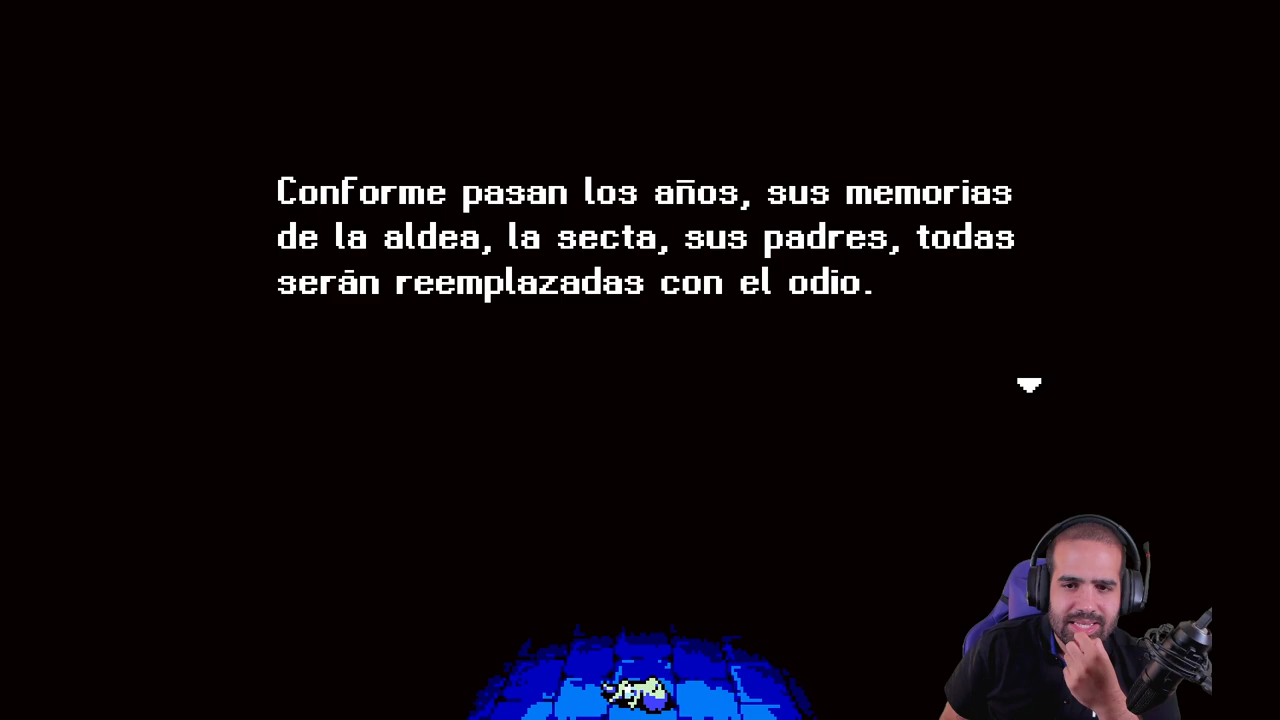 Conforme pasan los años, sus memorias
de la aldea, la secta, sus padres, todas
serán reemplazadas con el odio.